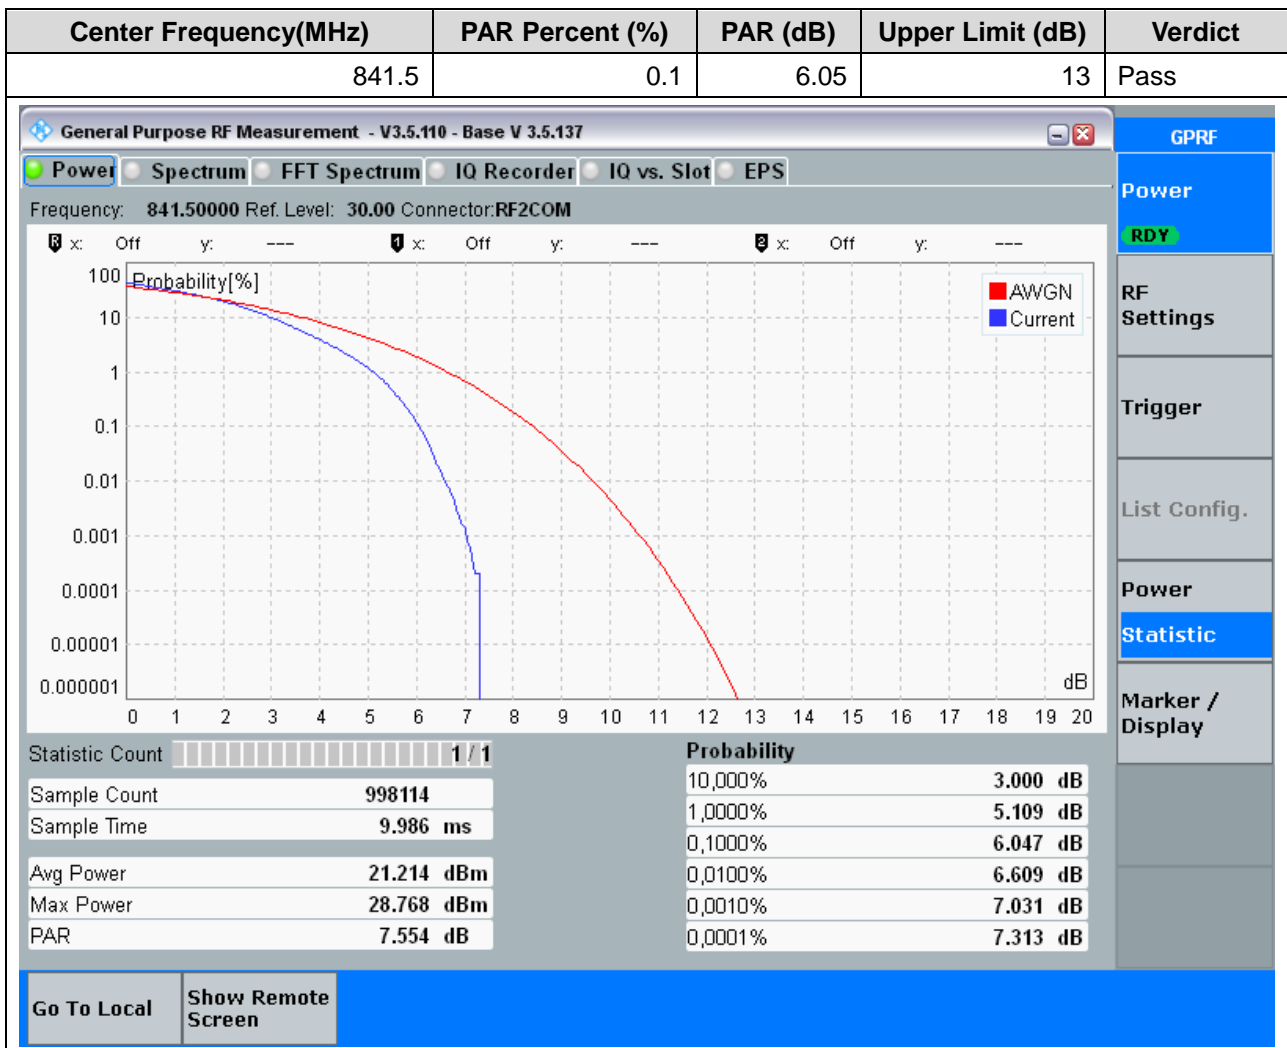 Center Frequency(MHz) PAR Percent (%) PAR (dB) Upper Limit (dB) Verdict
841.5 0.1 6.05 13 Pass
General Purpose RF Measurement - V3.5.110 - Base V 3.5.137
GPRF
Power Spectrum FFT Spectrum IQ Recorder IQ vs. Slot EPS
Power
RDY
Frequency: 841.50000 Ref. Level: 30.00 Connector:RF2COM
R x: Off y: --- 1 x: Off y: --- 2 x: Off y: ---
Probability[%]
AWGN
Current
100
10
1
0.1
0.01
0.001
0.0001
0.00001
0.000001
dB
0 1 2 3 4 5 6 7 8 9 10 11 12 13 14 15 16 17 18 19 20
RF
Settings
Trigger
List Config.
Power
Statistic
Marker /
Display
Statistic Count 1 / 1
Sample Count 998114
Sample Time 9.986 ms
Avg Power 21.214 dBm
Max Power 28.768 dBm
PAR 7.554 dB
Probability
10,000% 3.000 dB
1,0000% 5.109 dB
0,1000% 6.047 dB
0,0100% 6.609 dB
0,0010% 7.031 dB
0,0001% 7.313 dB
Go To Local
Show Remote
Screen